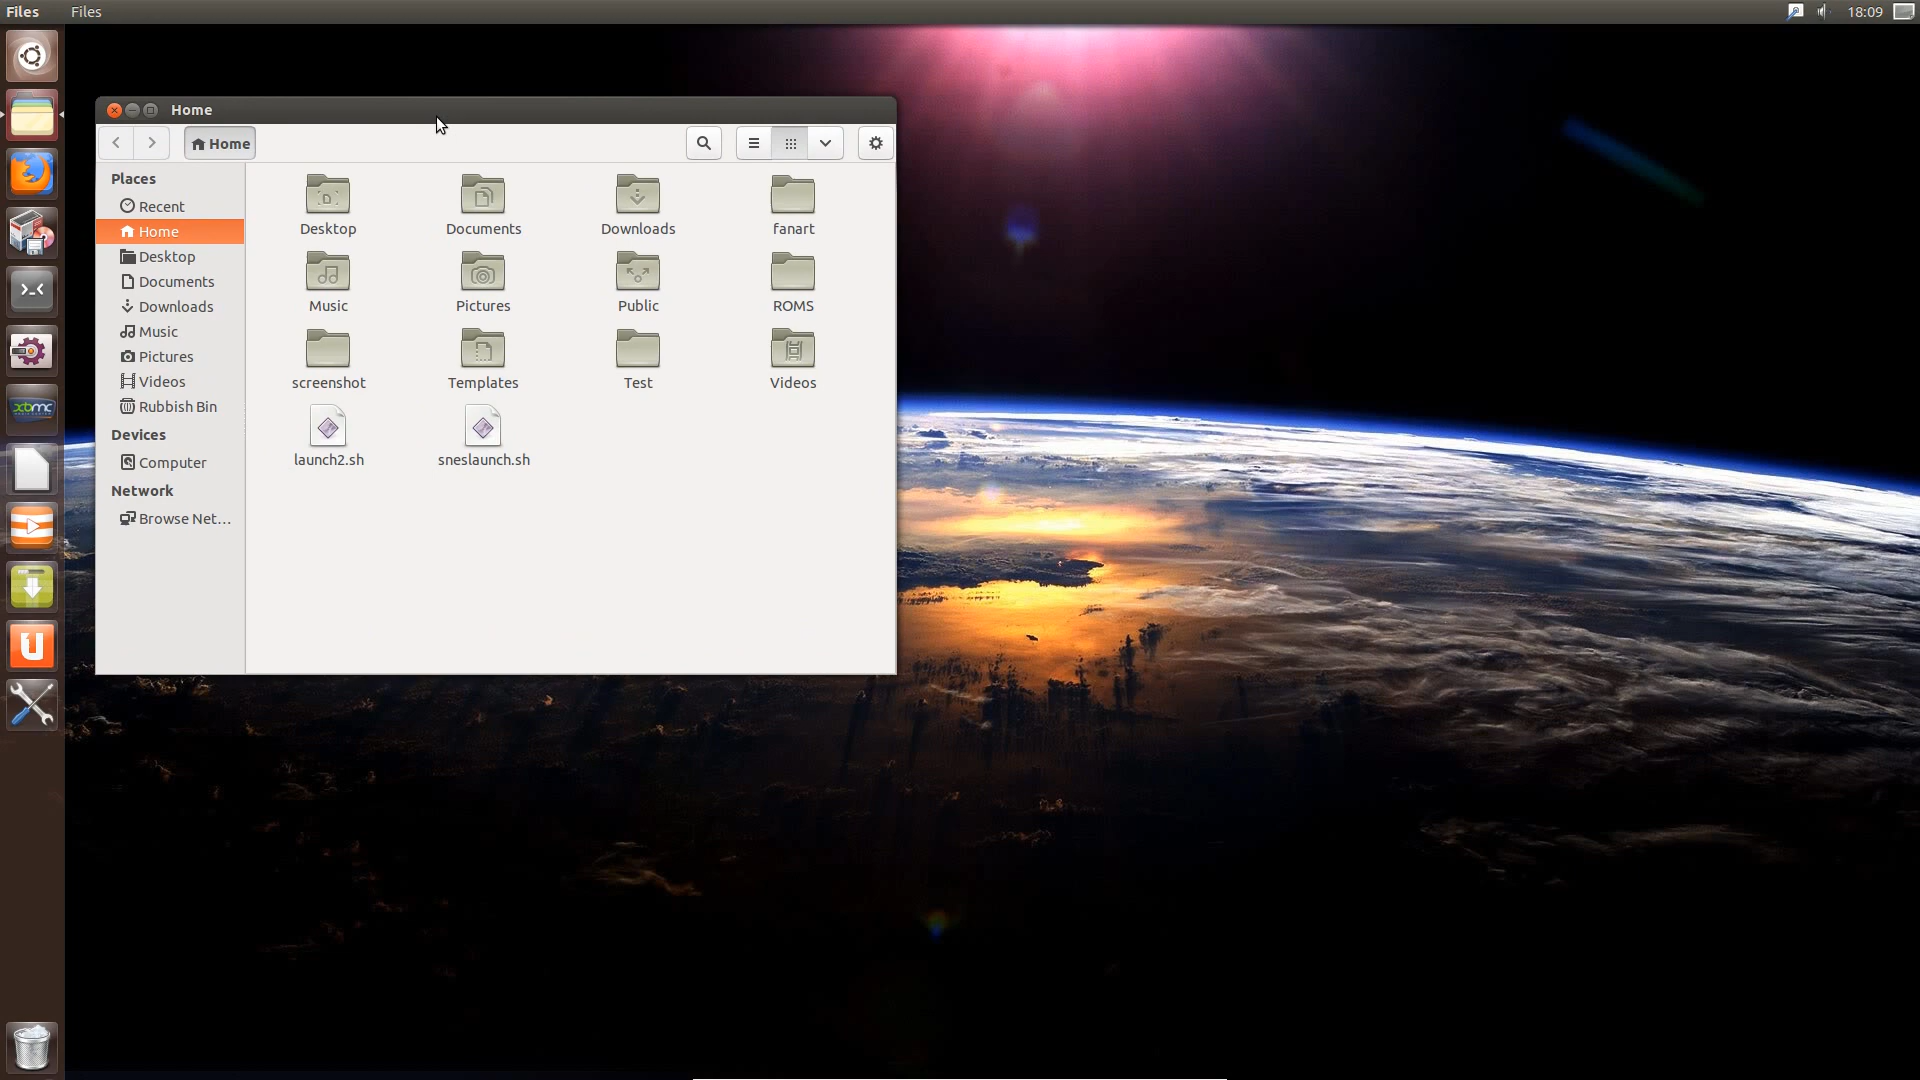 Files Files 18:09
Home
Home
Places
Recent
Home
Desktop
Documents
Downloads
Music
Pictures
Videos
Rubbish Bin
Devices
Computer
Network
Browse Net...
Desktop Documents Downloads fanart
Music Pictures Public ROMS
screenshot Templates Test Videos
launch2.sh sneslaunch.sh
xbmc